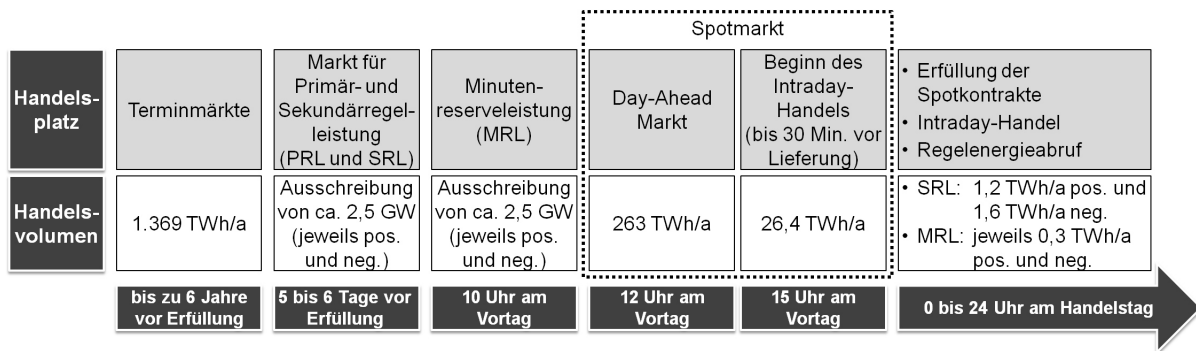 Spotmarkt
Handels-
platz
Terminmärkte
Markt für
Primär- und
Sekundärregel-
leistung
(PRL und SRL)
Minuten-
reserveleistung
(MRL)
Day-Ahead
Markt
Beginn des
Intraday-
Handels
(bis 30 Min. vor
Lieferung)
• Erfüllung der
Spotkontrakte
• Intraday-Handel
• Regelenergieabruf
Handels-
volumen
1.369 TWh/a
Ausschreibung
von ca. 2,5 GW
(jeweils pos.
und neg.)
Ausschreibung
von ca. 2,5 GW
(jeweils pos.
und neg.)
263 TWh/a
26,4 TWh/a
• SRL: 1,2 TWh/a pos. und
1,6 TWh/a neg.
• MRL: jeweils 0,3 TWh/a
pos. und neg.
bis zu 6 Jahre
vor Erfüllung
5 bis 6 Tage vor
Erfüllung
10 Uhr am
Vortag
12 Uhr am
Vortag
15 Uhr am
Vortag
0 bis 24 Uhr am Handelstag